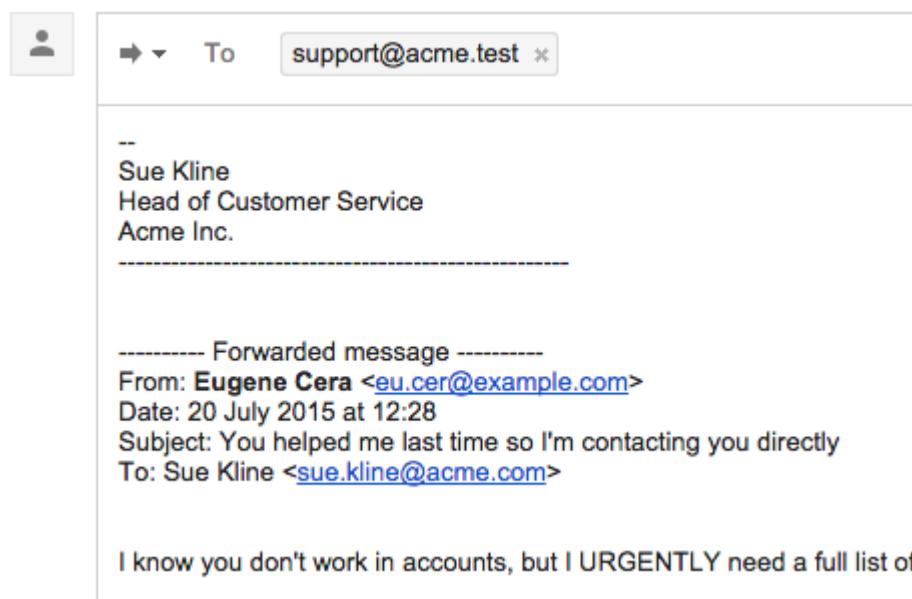 To support@acme.test ×
--
Sue Kline
Head of Customer Service
Acme Inc.
----------------------------------------------------
---------- Forwarded message ----------
From: Eugene Cera <eu.cer@example.com>
Date: 20 July 2015 at 12:28
Subject: You helped me last time so I'm contacting you directly
To: Sue Kline <sue.kline@acme.com>
I know you don't work in accounts, but I URGENTLY need a full list of